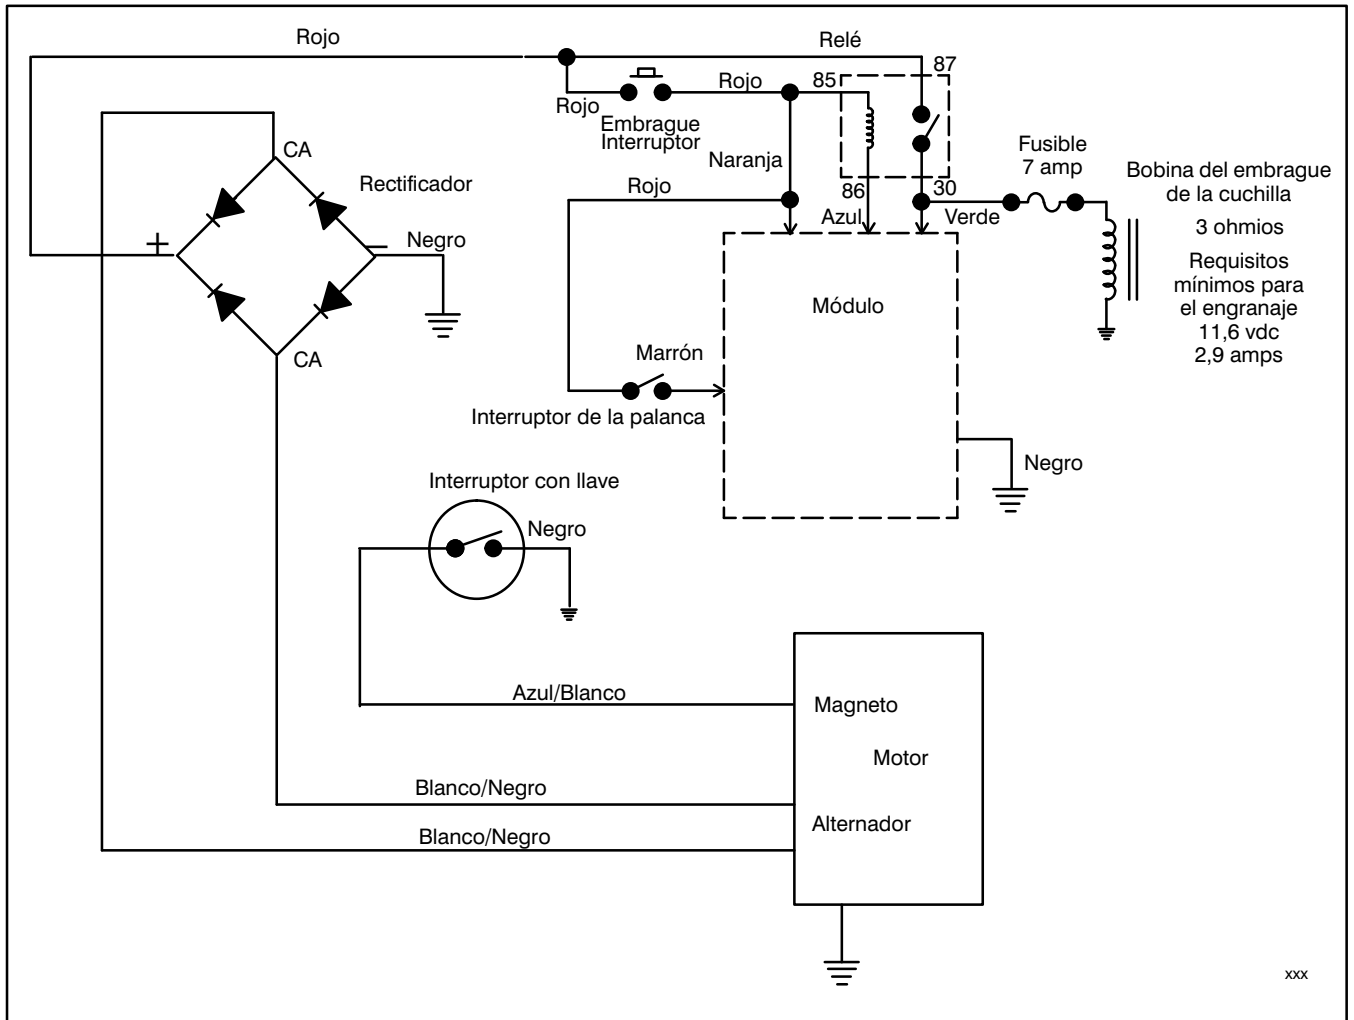 Rojo
Relé
87
85
Rojo
Rojo
Embrague
Interruptor
CA
Rectificador
Naranja
Rojo
86
30
Azul
Verde
Fusible
7 amp
Bobina del embrague
de la cuchilla
3 ohmios
Requisitos
mínimos para
el engranaje
11,6 vdc
2,9 amps
+
−
Negro
CA
Módulo
Marrón
Interruptor de la palanca
Negro
Interruptor con llave
Negro
Azul/Blanco
Magneto
Motor
Blanco/Negro
Alternador
Blanco/Negro
xxx